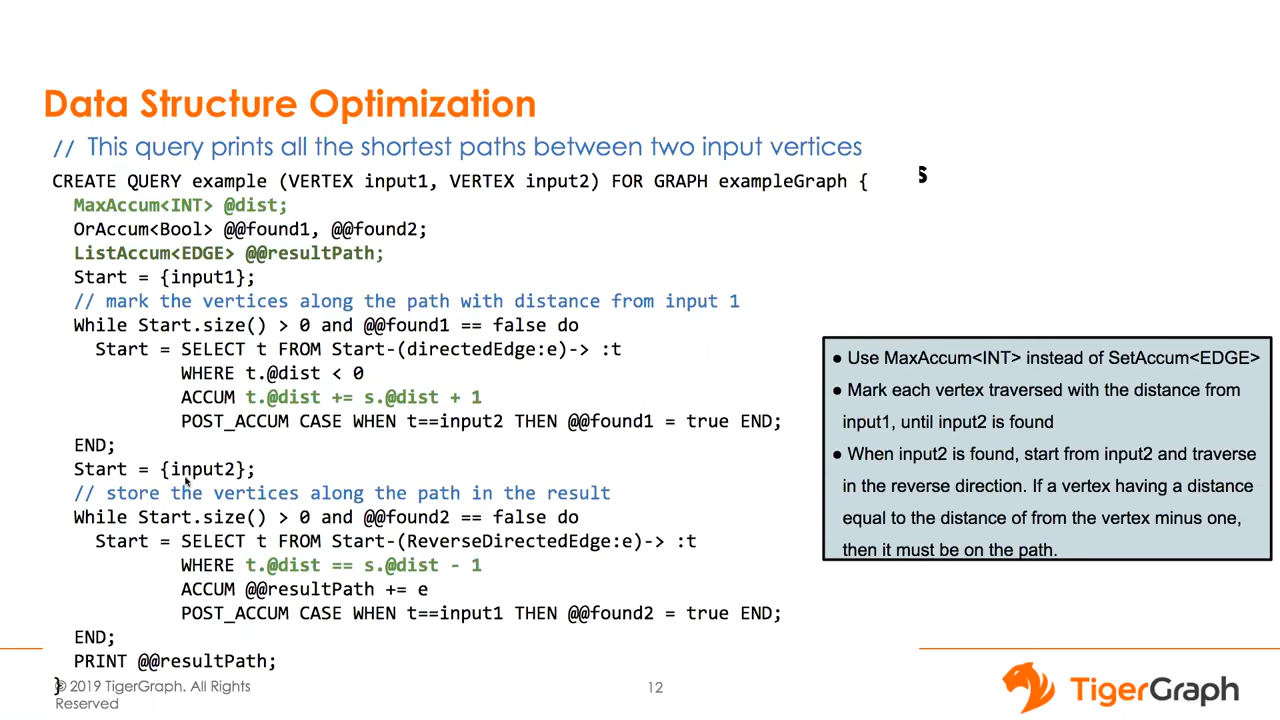 Data Structure Optimization
// This query prints all the shortest paths between two input vertices
s
CREATE QUERY example (VERTEX input1, VERTEX input2) FOR GRAPH exampleGraph {
MaxAccum<INT> @dist;
OrAccum<Bool> @@found1, @@found2;
ListAccum<EDGE> @@resultPath;
Start = {input1};
// mark the vertices along the path with distance from input 1
While Start.size() > 0 and @@found1 == false do
Start = SELECT t FROM Start-(directedEdge:e)-> :t
WHERE t.@dist < 0
ACCUM t.@dist += s.@dist + 1
POST_ACCUM CASE WHEN t==input2 THEN @@found1 = true END;
END;
Start = {input2};
// store the vertices along the path in the result
While Start.size() > 0 and @@found2 == false do
Start = SELECT t FROM Start-(ReverseDirectedEdge:e)-> :t
WHERE t.@dist == s.@dist - 1
ACCUM @@resultPath += e
POST_ACCUM CASE WHEN t==input1 THEN @@found2 = true END;
END;
PRINT @@resultPath;
}
● Use MaxAccum<INT> instead of SetAccum<EDGE>
● Mark each vertex traversed with the distance from
input1, until input2 is found
● When input2 is found, start from input2 and traverse
in the reverse direction. If a vertex having a distance
equal to the distance of from the vertex minus one,
then it must be on the path.
© 2019 TigerGraph. All Rights
Reserved
12
TigerGraph